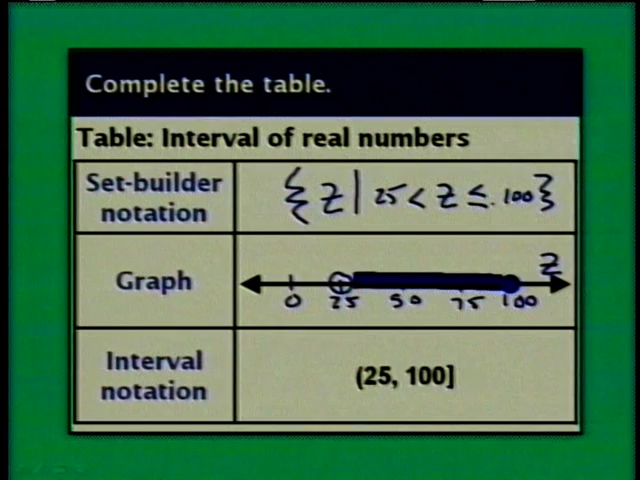 Complete the table.
Table: Interval of real numbers
Set-builder
notation
{ z | 25 < z ≤ 100 }
Graph
z
0 25 50 75 100
Interval
notation
(25, 100]